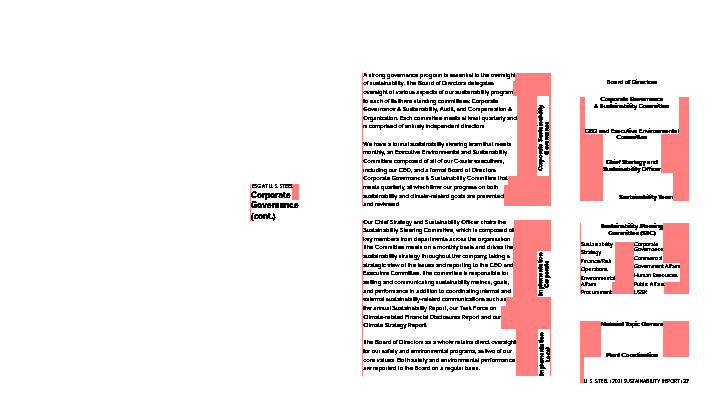 ESG AT U. S. STEEL
Corporate
Governance
(cont.)
A strong governance program is essential to the oversight
of sustainability. The Board of Directors delegates
oversight of various aspects of our sustainability program
to each of its three standing committees: Corporate
Governance & Sustainability, Audit, and Compensation &
Organization. Each committee meets at least quarterly and
is comprised of entirely independent directors.
We have a formal sustainability steering team that meets
monthly, an Executive Environmental and Sustainability
Committee composed of all of our C-suite executives,
including our CEO, and a formal Board of Directors
Corporate Governance & Sustainability Committee that
meets quarterly, at which time our progress on both
sustainability and climate-related goals are presented
and reviewed.
Our Chief Strategy and Sustainability Officer chairs the
Sustainability Steering Committee, which is composed of
key members from departments across the organization.
The Committee meets on a monthly basis and drives the
sustainability strategy throughout the company, taking a
strategic view of the issues and reporting to the CEO and
Executive Committee. The committee is responsible for
setting and communicating sustainability metrics, goals,
and performance in addition to coordinating internal and
external sustainability-related communications such as
the annual Sustainability Report, our Task Force on
Climate-related Financial Disclosures Report and our
Climate Strategy Report.
The Board of Directors as a whole retains direct oversight
for our safety and environmental programs, as two of our
core values. Both safety and environmental performance
are reported to the Board on a regular basis.
Corporate Sustainability
Governance
Corporate
Implementation
Local
Implementation
Board of Directors
Corporate Governance
& Sustainability Committee
CEO and Executive Environmental
Committee
Chief Strategy and
Sustainability Officer
Sustainability Team
Sustainability Steering
Committee (SSC)
Sustainability
Strategy
Finance/Risk
Operations
Environmental
Affairs
Procurement
Corporate
Governance
Commercial
Government Affairs
Human Resources
Public Affairs
USSK
Material Topic Owners
Plant Coordination
U. S. STEEL | 2021 SUSTAINABILITY REPORT | 27